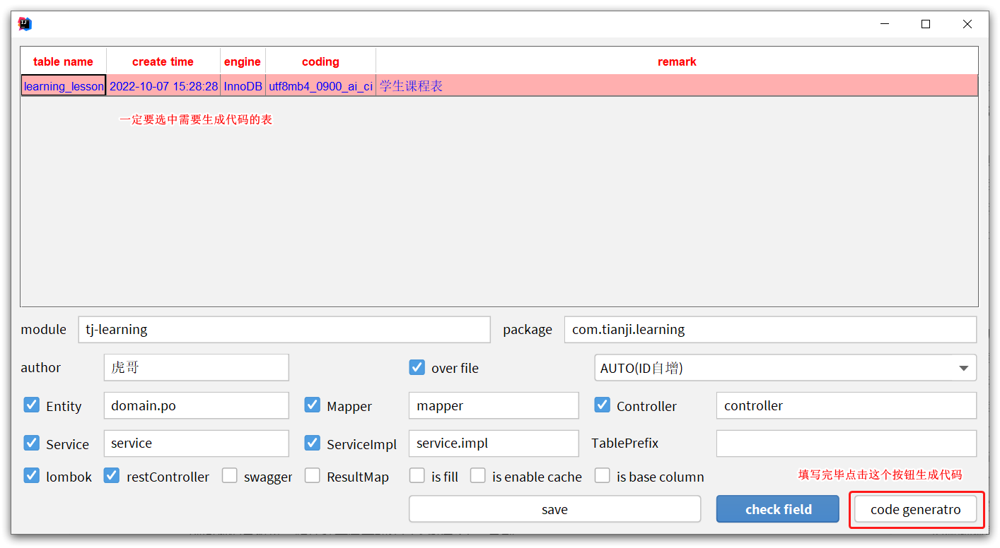 table name create time engine coding remark
learning_lesson 2022-10-07 15:28:28 InnoDB utf8mb4_0900_ai_ci 学生课程表
一定要选中需要生成代码的表
module tj-learning package com.tianji.learning
author 虎哥 over file AUTO(ID自增)
Entity domain.po Mapper mapper Controller controller
Service service ServiceImpl service.impl TablePrefix
lombok restController swagger ResultMap is fill is enable cache is base column
填写完毕点击这个按钮生成代码
save check field code generatro